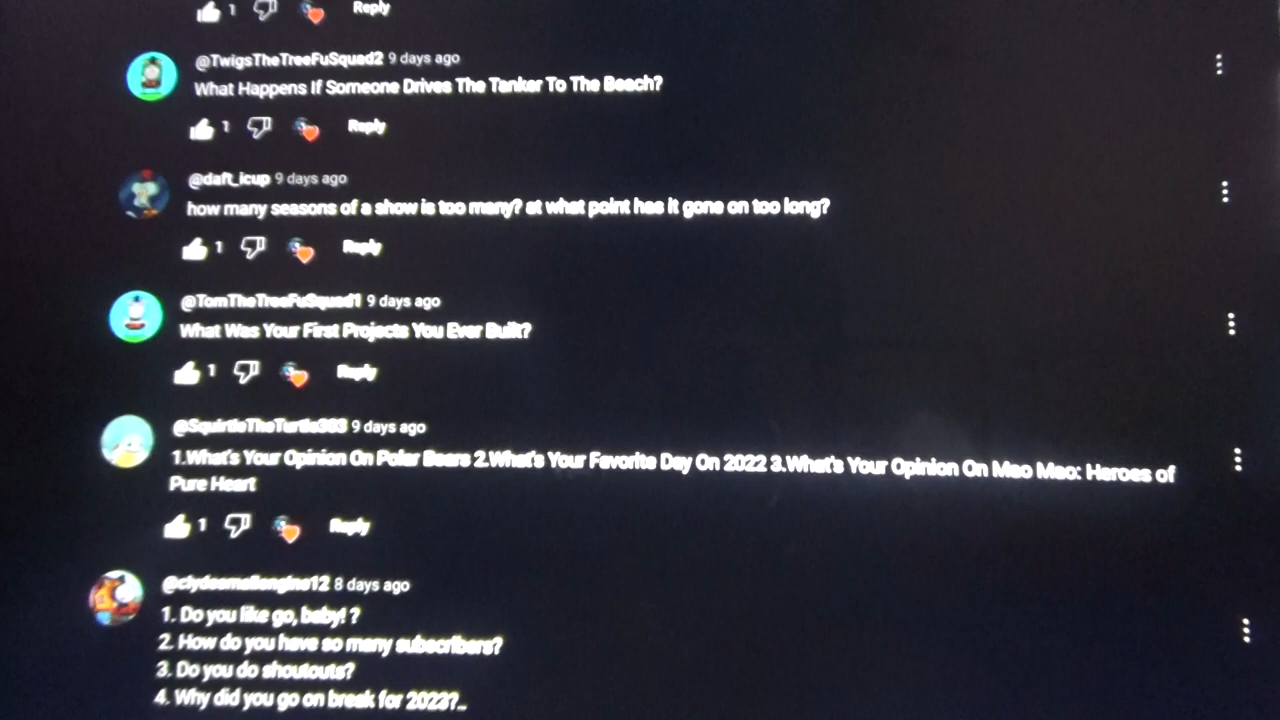 1 Reply
@TwigsTheTreeFuSquad2 9 days ago
What Happens If Someone Drives The Tanker To The Beach?
1 Reply
@daft_icup 9 days ago
how many seasons of a show is too many? at what point has it gone on too long?
1 Reply
@TomTheTreeFuSquad1 9 days ago
What Was Your First Projects You Ever Built?
1 Reply
@SquirtleTheTurtle303 9 days ago
1.What's Your Opinion On Polar Bears 2.What's Your Favorite Day On 2022 3.What's Your Opinion On Mao Mao: Heroes of
Pure Heart
1 Reply
@clydesmallengine12 8 days ago
1. Do you like go, baby! ?
2. How do you have so many subscribers?
3. Do you do shoutouts?
4. Why did you go on break for 2023?..